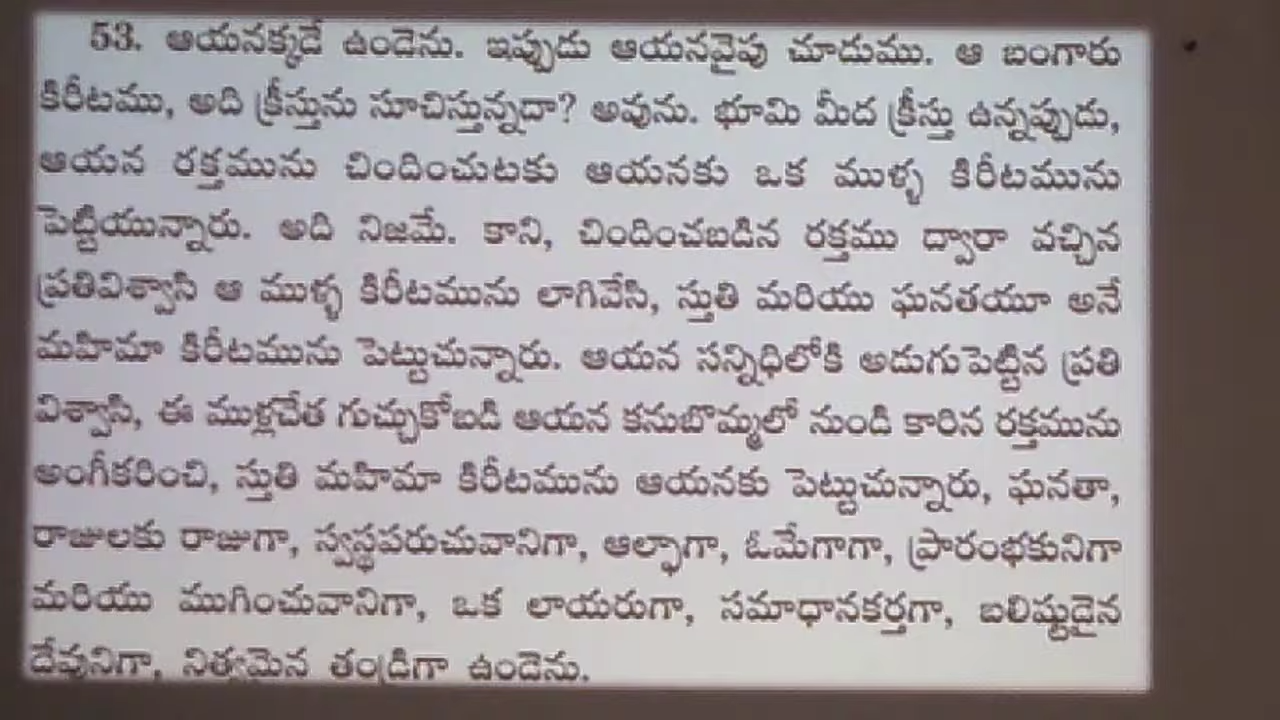 53. ఆయనక్కడే ఉండెను. ఇప్పుడు ఆయనవైపు చూడుము. ఆ బంగారు
కిరీటము, అది క్రీస్తును సూచిస్తున్నదా? అవును. భూమి మీద క్రీస్తు ఉన్నప్పుడు,
ఆయన రక్తమును చిందించుటకు ఆయనకు ఒక ముళ్ళ కిరీటమును
పెట్టియున్నారు. అది నిజమే. కాని, చిందించబడిన రక్తము ద్వారా వచ్చిన
ప్రతివిశ్వాసి ఆ ముళ్ళ కిరీటమును లాగివేసి, స్తుతి మరియు ఘనతయూ అనే
మహిమా కిరీటమును పెట్టుచున్నారు. ఆయన సన్నిధిలోకి అడుగుపెట్టిన ప్రతి
విశ్వాసి, ఈ ముళ్లచేత గుచ్చుకోబడి ఆయన కనుబొమ్మలో నుండి కారిన రక్తమును
అంగీకరించి, స్తుతి మహిమా కిరీటమును ఆయనకు పెట్టుచున్నారు, ఘనతా,
రాజులకు రాజుగా, స్వస్థపరుచువానిగా, ఆల్ఫాగా, ఓమేగాగా, ప్రారంభకునిగా
మరియు ముగించువానిగా, ఒక లాయరుగా, సమాధానకర్తగా, బలిష్టుడైన
దేవునిగా, నిత్యమైన తండ్రిగా ఉండెను.